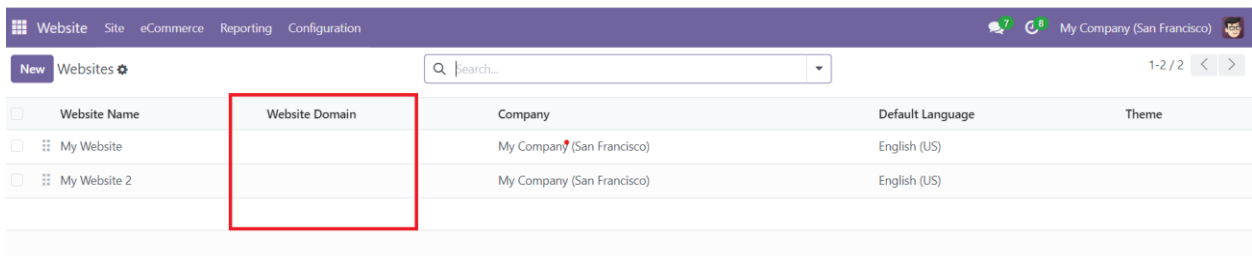 Website Site eCommerce Reporting Configuration 7 8 My Company (San Francisco)
New Websites Search... 1-2 / 2
Website Name Website Domain Company Default Language Theme
My Website My Company (San Francisco) English (US)
My Website 2 My Company (San Francisco) English (US)